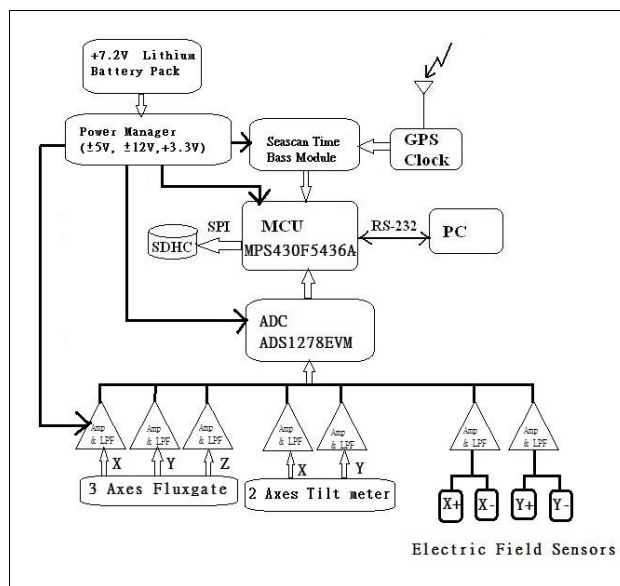 +7.2V Lithium
Battery Pack
Power Manager
(±5V, ±12V,+3.3V)
Seascan Time
Bass Module
GPS
Clock
SPI
SDHC
MCU
MPS430F5436A
RS-232
PC
ADC
ADS1278EVM
Amp
& LPF
Amp
& LPF
Amp
& LPF
Amp
& LPF
Amp
& LPF
Amp
& LPF
Amp
& LPF
X
Y
Z
X
Y
3 Axes Fluxgate
2 Axes Tilt meter
X+
X-
Y+
Y-
Electric Field Sensors